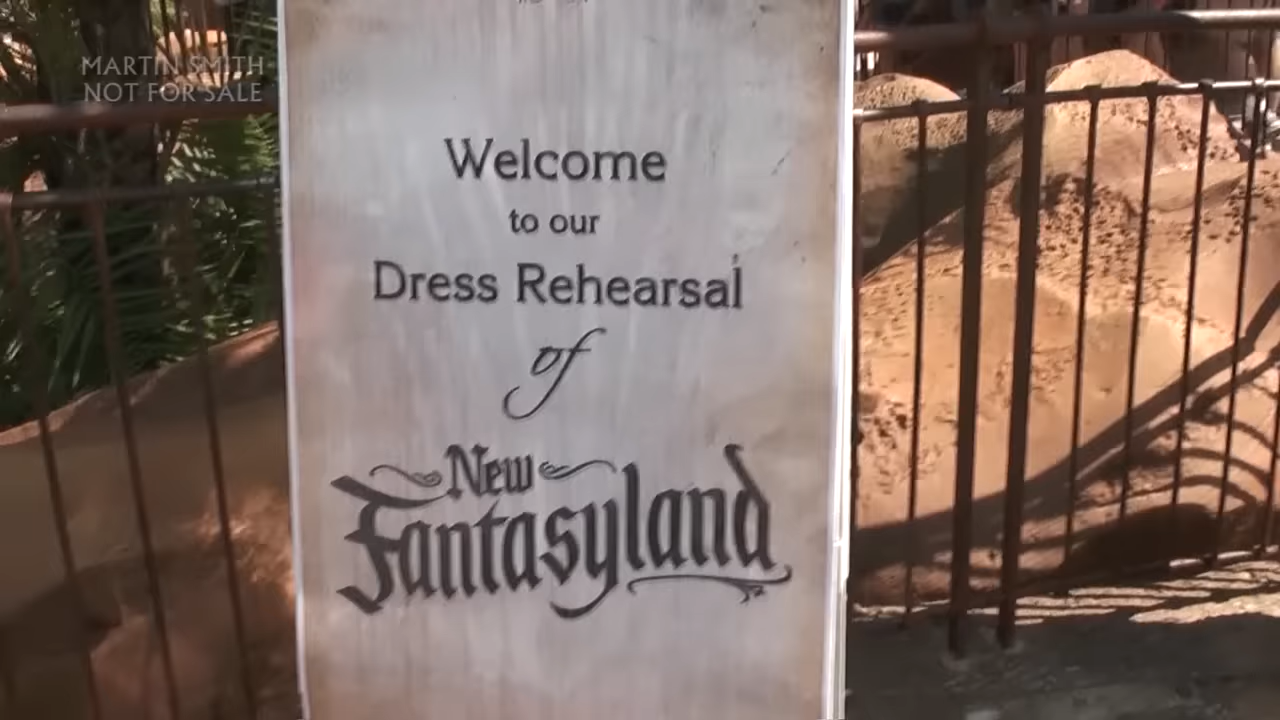 MARTIN SMITH
NOT FOR SALE
Welcome
to our
Dress Rehearsal
of
New
Fantasyland